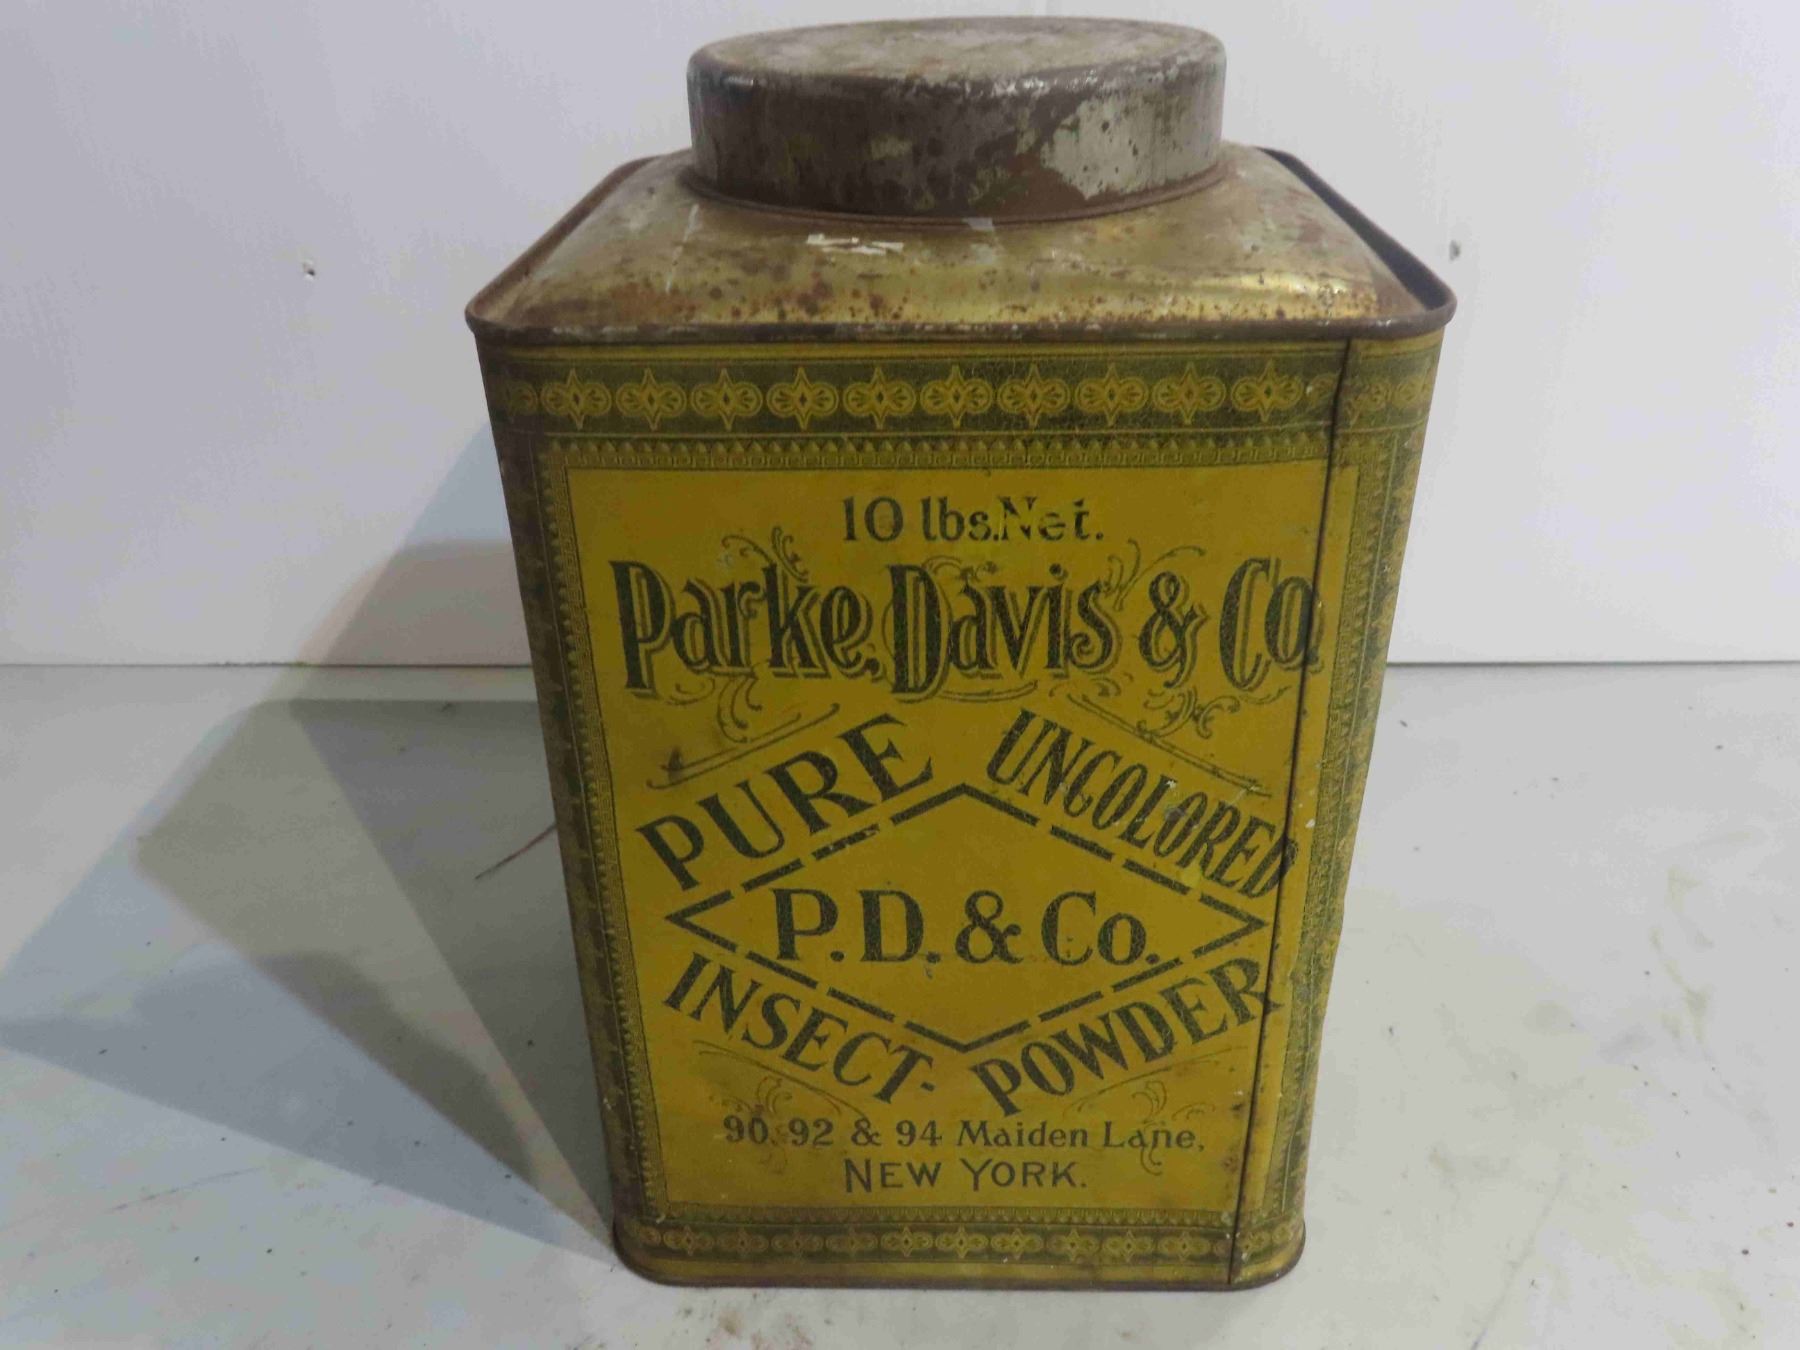 10 lbs. Net.
Parke, Davis & Co.
PURE UNCOLORED
P.D. & Co.
INSECT-POWDER
90, 92 & 94 Maiden Lane,
NEW YORK.